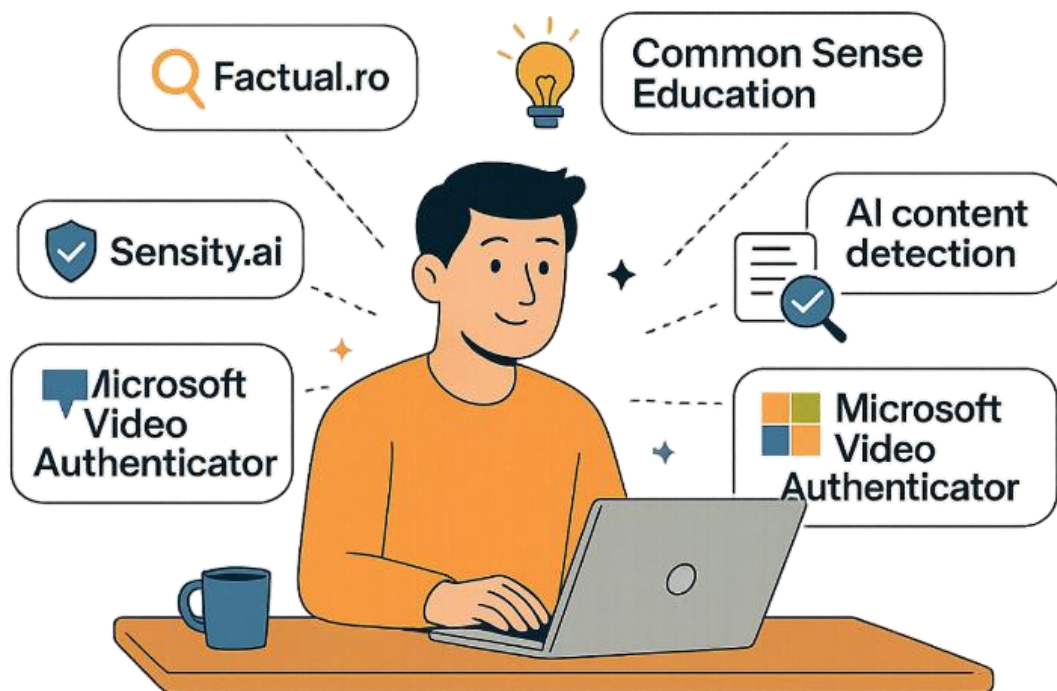 Factual.ro
Common Sense
Education
Sensity.ai
AI content
detection
Microsoft
Video
Authenticator
Microsoft
Video
Authenticator